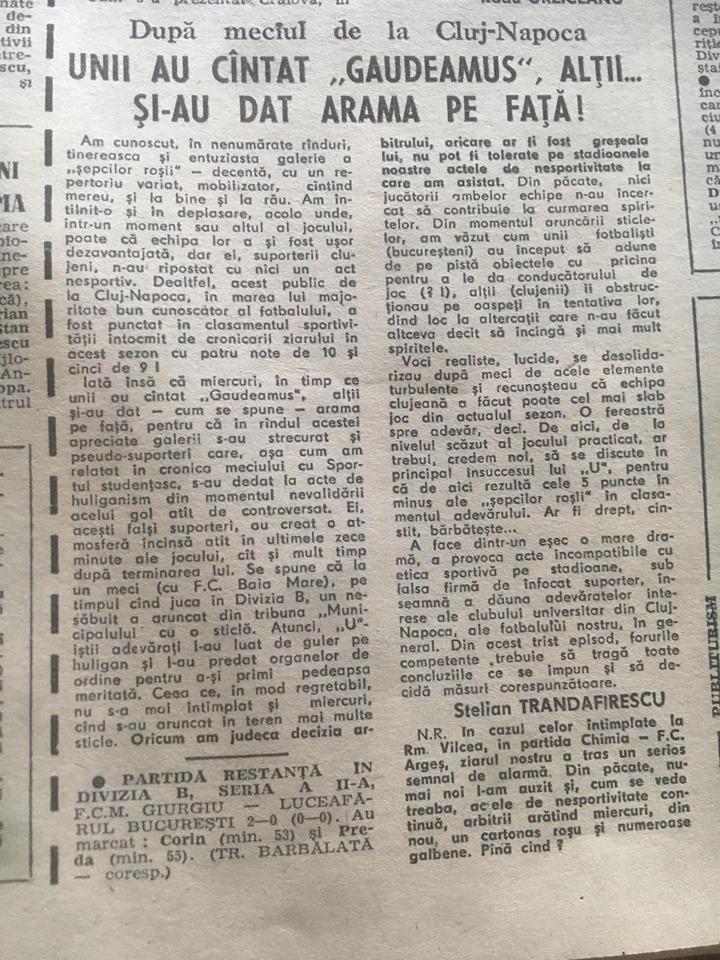 După meciul de la Cluj-Napoca
UNII AU CÎNTAT „GAUDEAMUS“, ALȚII...
ȘI-AU DAT ARAMA PE FAȚĂ!
Am cunoscut, în nenumărate rînduri,
tinereasca și entuziasta galerie a
„șepcilor roșii“ — decentă, cu un re-
pertoriu variat, mobilizator, cîntînd
mereu, și la bine și la rău. Am în-
tîlnit-o și în deplasare, acolo unde,
într-un moment sau altul al jocului,
poate că echipa lor a și fost ușor
dezavantajată, dar ei, suporterii clu-
jeni, n-au ripostat cu nici un act
nesportiv. Dealtfel, acest public de
la Cluj-Napoca, în marea lui majo-
ritate bun cunoscător al fotbalului, a
fost punctat în clasamentul sportivi-
tății întocmit de cronicarii ziarului în
acest sezon cu patru note de 10 și
cinci de 9 !
Iată însă că miercuri, în timp ce
unii au cîntat „Gaudeamus“, alții
și-au dat — cum se spune — arama
pe față, pentru că în rîndul acestei
apreciate galerii s-au strecurat și
pseudo-suporteri care, așa cum am
relatat în cronica meciului cu Spor-
tul studențesc, s-au dedat la acte de
huliganism din momentul nevalidării
acelui gol atît de controversat. Ei,
acești falși suporteri, au creat o at-
mosferă încinsă atît în ultimele zece
minute ale jocului, cît și mult timp
după terminarea lui. Se spune că la
un meci (cu F.C. Baia Mare), pe
timpul cînd juca în Divizia B, un ne-
săbuit a aruncat din tribuna „Muni-
cipalului“ cu o sticlă. Atunci, „U“-
iștii adevărați l-au luat de guler pe
huligan și l-au predat organelor de
ordine pentru a-și primi pedeapsa
meritată. Ceea ce, în mod regretabil,
nu s-a mai întîmplat și miercuri,
cînd s-au aruncat în teren mai multe
sticle. Oricum am judeca decizia ar-
bitrului, oricare ar fi fost greșeala
lui, nu pot fi tolerate pe stadioanele
noastre actele de nesportivitate la
care am asistat. Din păcate, nici
jucătorii ambelor echipe n-au încer-
cat să contribuie la curmarea spiri-
telor. Din momentul aruncării sticle-
lor, am văzut cum unii fotbaliști
(bucureșteni) au început să adune
de pe pistă obiectele cu pricina
pentru a le da conducătorului de
joc (? !), alții (clujenii) îi obstruc-
ționau pe oaspeți în tentativa lor,
dînd loc la altercații care n-au făcut
altceva decît să încingă și mai mult
spiritele.
Voci realiste, lucide, se desolida-
rizau după meci de acele elemente
turbulente și recunoșteau că echipa
clujeană a făcut poate cel mai slab
joc din actualul sezon. O fereastră
spre adevăr, deci. De aici, de la
nivelul scăzut al jocului practicat, ar
trebui, credem noi, să se discute în
principal insuccesul lui „U“, pentru
că de aici rezultă cele 5 puncte în
minus ale „șepcilor roșii“ în clasa-
mentul adevărului. Ar fi drept, cin-
stit, bărbătește...
A face dintr-un eșec o mare dra-
mă, a provoca acte incompatibile cu
etica sportivă pe stadioane, sub
falsa firmă de înfocat suporter, în-
seamnă a dăuna adevăratelor inte-
rese ale clubului universitar din Cluj-
Napoca, ale fotbalului nostru, în ge-
neral. Din acest trist episod, forurile
competente trebuie să tragă toate
concluziile ce se impun și să de-
cidă măsuri corespunzătoare.
Stelian TRANDAFIRESCU
N.R. În cazul celor întîmplate la
Rm. Vîlcea, în partida Chimia — F.C.
Argeș, ziarul nostru a tras un serios
semnal de alarmă. Din păcate, nu-
mai noi l-am auzit și, cum se vede
treaba, actele de nesportivitate con-
tinuă, arbitrii arătînd miercuri, din
nou, un cartonaș roșu și numeroase
galbene. Pînă cînd ?
● PARTIDA RESTANȚĂ ÎN
DIVIZIA B, SERIA A II-A,
F.C.M. GIURGIU — LUCEAFĂ-
RUL BUCUREȘTI 2—0 (0—0). Au
marcat : Corin (min. 53) și Pre-
da (min. 55). (TR. BARBĂLATĂ
— coresp.)
PUBLITURISM